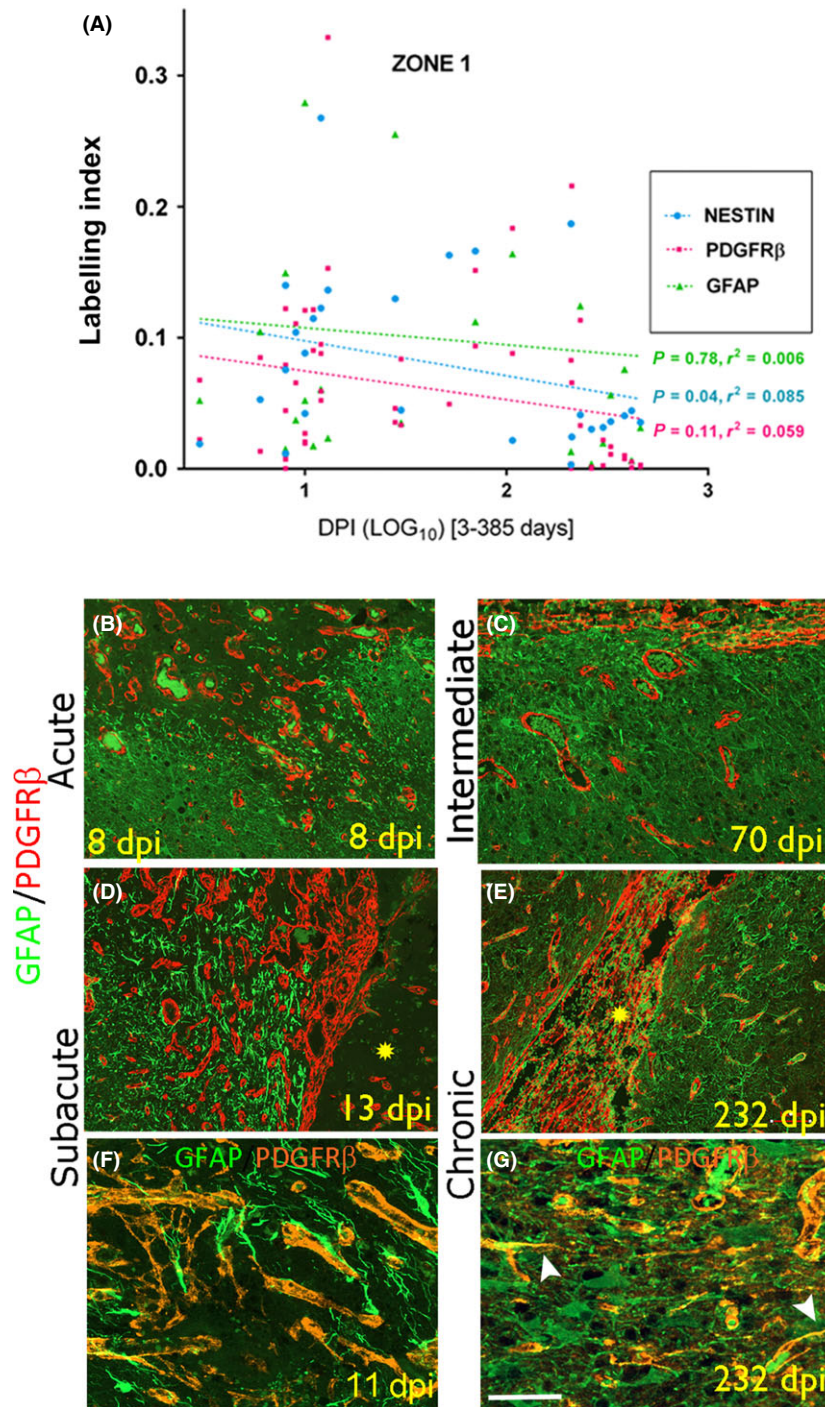 (A)
ZONE 1
0.3
0.2
0.1
0.0
Labelling index
1
2
3
DPI (LOG₁₀) [3-385 days]
NESTIN
PDGFRβ
GFAP
P = 0.78, r² = 0.006
P = 0.04, r² = 0.085
P = 0.11, r² = 0.059
GFAP/PDGFRβ
Acute
(B)
8 dpi
8 dpi
Intermediate
(C)
70 dpi
Subacute
(D)
13 dpi
Chronic
(E)
232 dpi
(F)
GFAP/PDGFRβ
11 dpi
(G)
GFAP/PDGFRβ
232 dpi